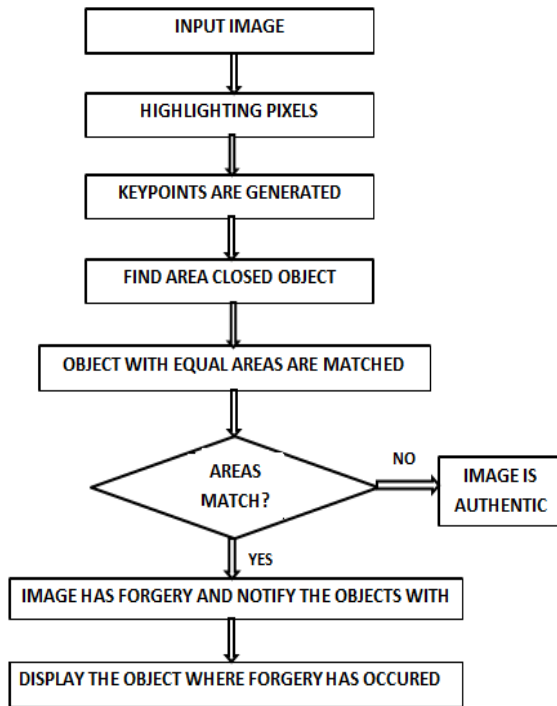 INPUT IMAGE
HIGHLIGHTING PIXELS
KEYPOINTS ARE GENERATED
FIND AREA CLOSED OBJECT
OBJECT WITH EQUAL AREAS ARE MATCHED
AREAS
MATCH?
NO
IMAGE IS
AUTHENTIC
YES
IMAGE HAS FORGERY AND NOTIFY THE OBJECTS WITH
DISPLAY THE OBJECT WHERE FORGERY HAS OCCURED